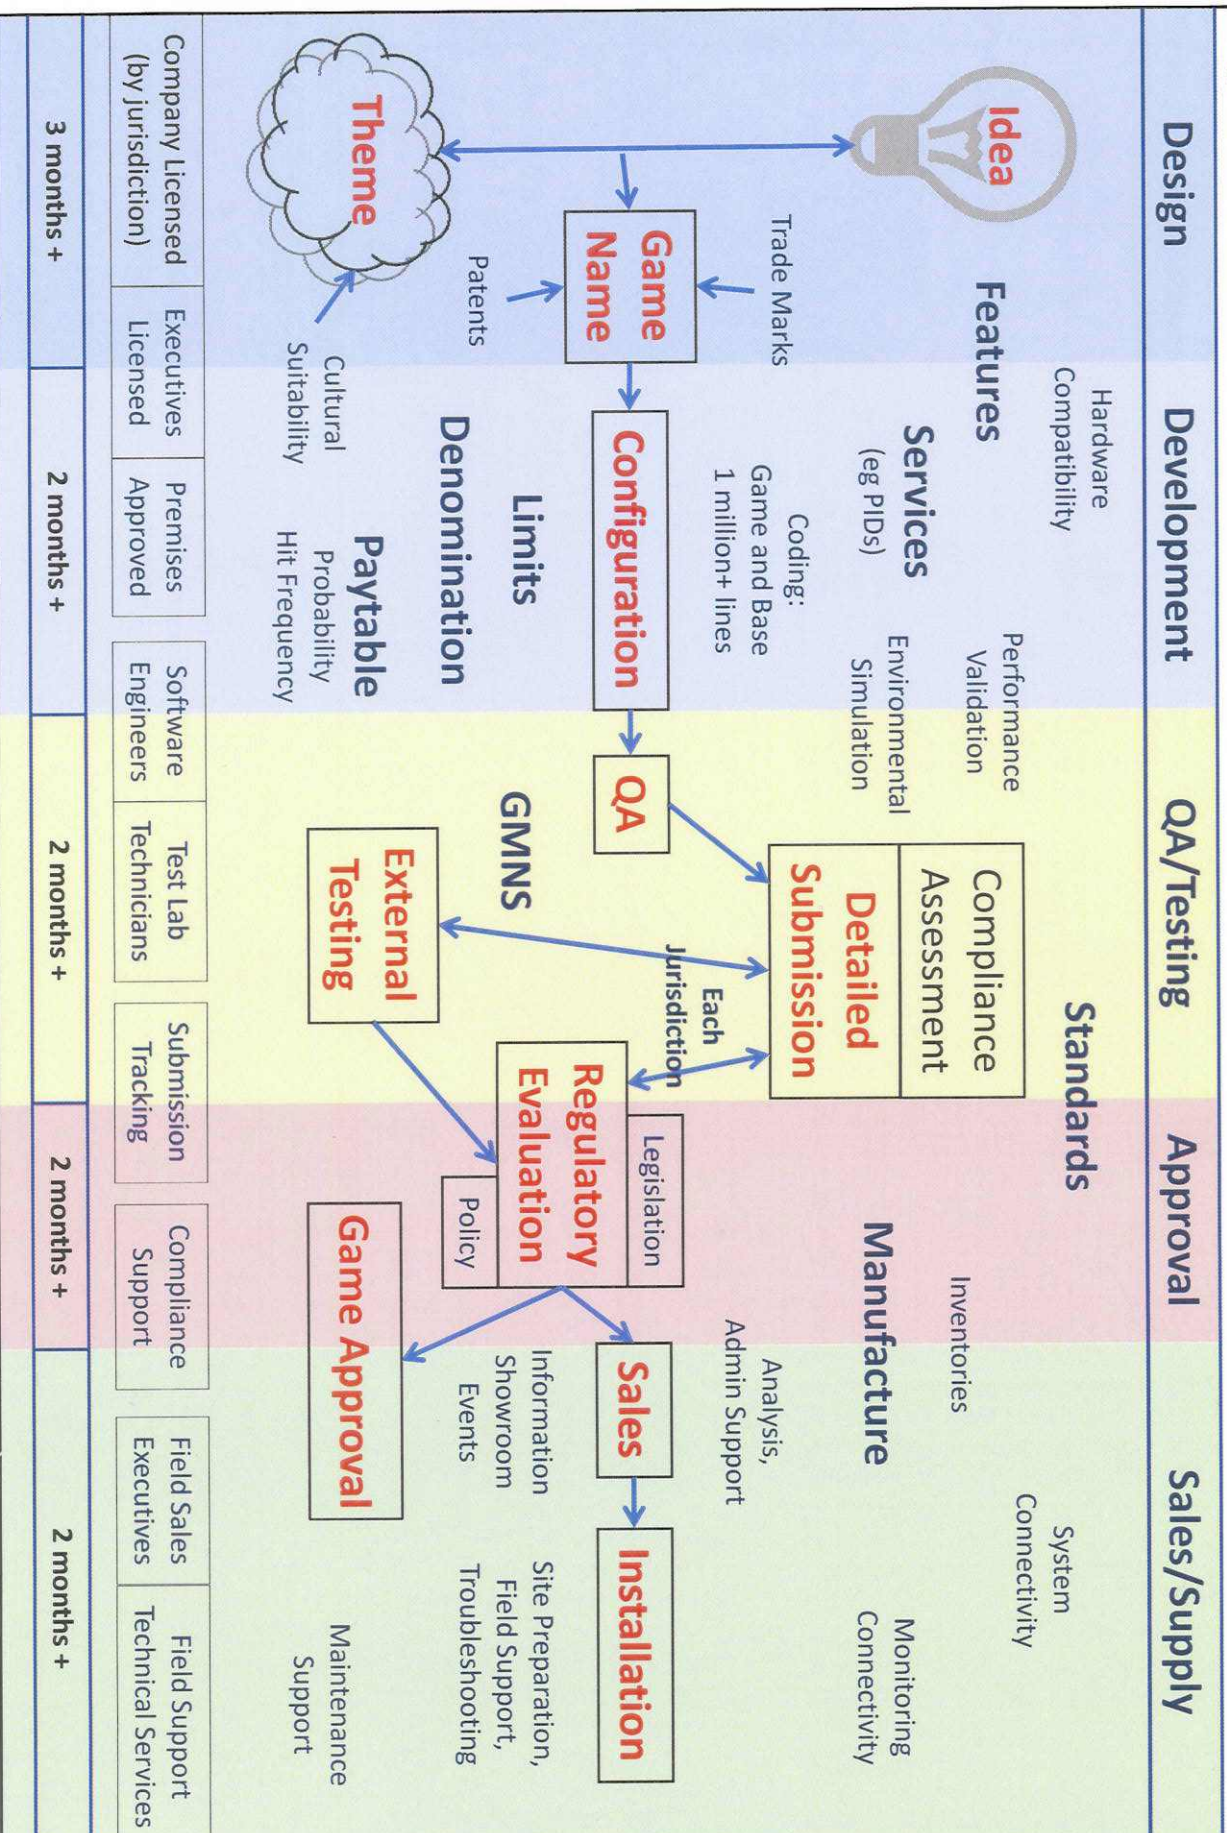 Design
Development
QA/Testing
Approval
Sales/Supply
Idea
Features
Hardware
Compatibility
Services
(eg PIDs)
Trade Marks
Game
Name
Patents
Theme
Cultural
Suitability
Coding:
Game and Base
1 million+ lines
Configuration
Limits
Denomination
Paytable
Probability
Hit Frequency
Performance
Validation
Environmental
Simulation
QA
GMNS
Standards
Compliance
Assessment
Detailed
Submission
Each
Jurisdiction
External
Testing
Legislation
Regulatory
Evaluation
Policy
Game Approval
Inventories
Manufacture
Analysis,
Admin Support
Sales
Information
Showroom
Events
System
Connectivity
Monitoring
Connectivity
Installation
Site Preparation,
Field Support,
Troubleshooting
Maintenance
Support
Company Licensed
(by jurisdiction)
Executives
Licensed
Premises
Approved
Software
Engineers
Test Lab
Technicians
Submission
Tracking
Compliance
Support
Field Sales
Executives
Field Support
Technical Services
3 months +
2 months +
2 months +
2 months +
2 months +